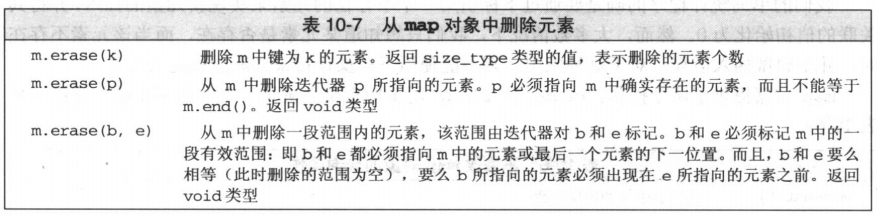 表 10-7 从 map 对象中删除元素
m.erase(k) 删除 m 中键为 k 的元素。返回 size_type 类型的值，表示删除的元素个数
m.erase(p) 从 m 中删除迭代器 p 所指向的元素。p 必须指向 m 中确实存在的元素，而且不能等于
m.end()。返回 void 类型
m.erase(b, e) 从 m 中删除一段范围内的元素，该范围由迭代器对 b 和 e 标记。b 和 e 必须标记 m 中的一
段有效范围：即 b 和 e 都必须指向 m 中的元素或最后一个元素的下一位置。而且，b 和 e 要么
相等（此时删除的范围为空），要么 b 所指向的元素必须出现在 e 所指向的元素之前。返回
void 类型